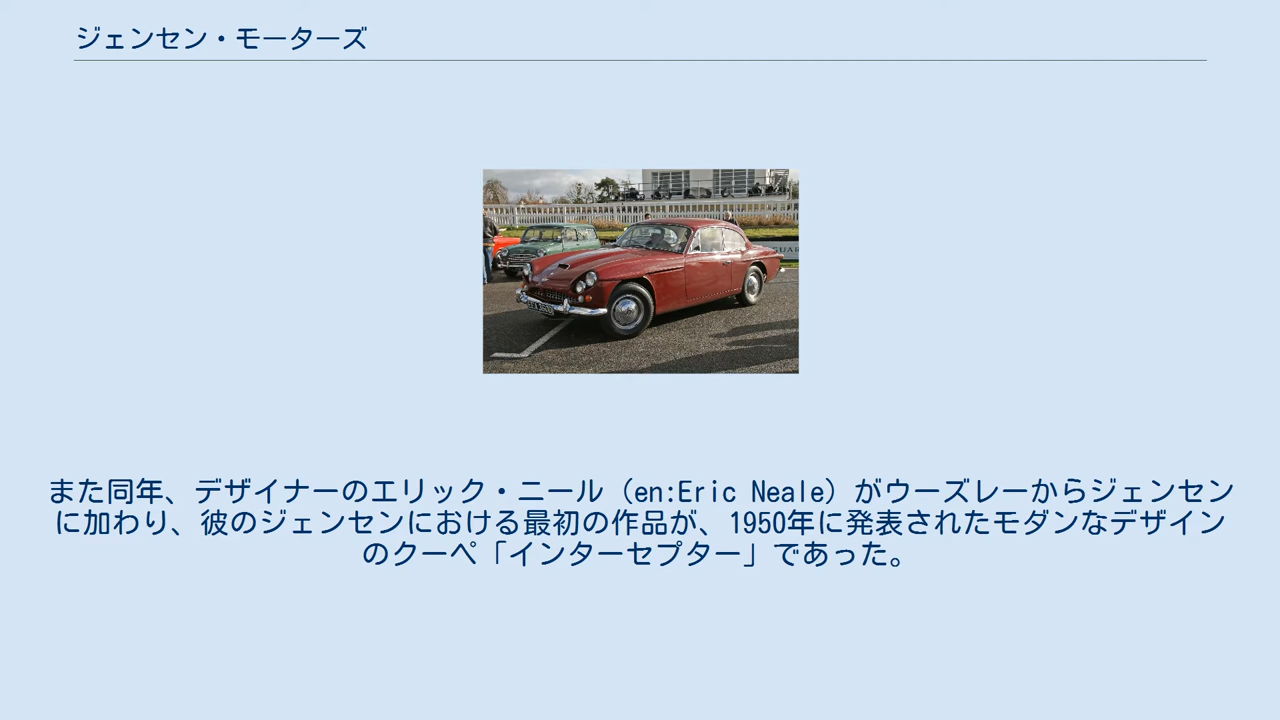 ジェンセン・モーターズ
また同年、デザイナーのエリック・ニール（en:Eric Neale）がウーズレーからジェンセン
に加わり、彼のジェンセンにおける最初の作品が、1950年に発表されたモダンなデザイン
のクーペ「インターセプター」であった。